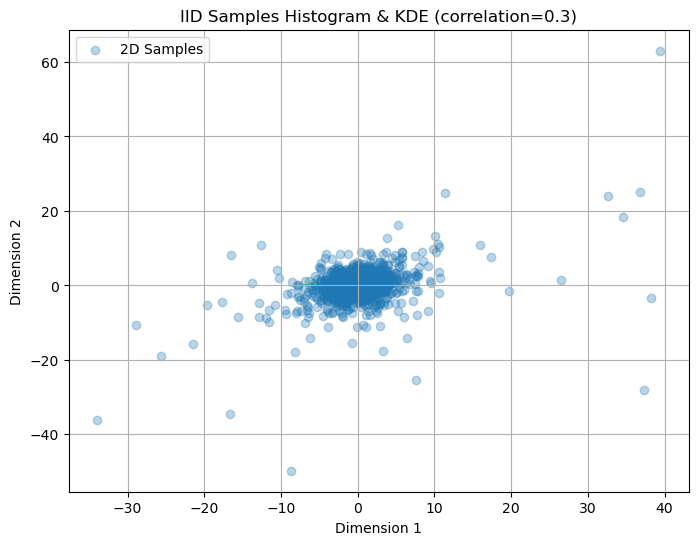 IID Samples Histogram & KDE (correlation=0.3)
2D Samples
60
40
20
0
−20
−40
Dimension 2
−30 −20 −10 0 10 20 30 40
Dimension 1